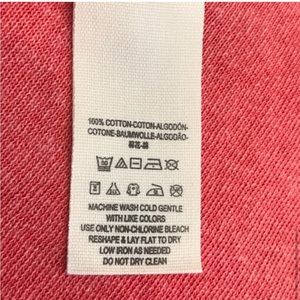 100% COTTON-COTON-ALGODÓN-
COTONE-BAUMWOLLE-ALGODÃO-
MACHINE WASH COLD GENTLE
WITH LIKE COLORS
USE ONLY NON-CHLORINE BLEACH
RESHAPE & LAY FLAT TO DRY
LOW IRON AS NEEDED
DO NOT DRY CLEAN